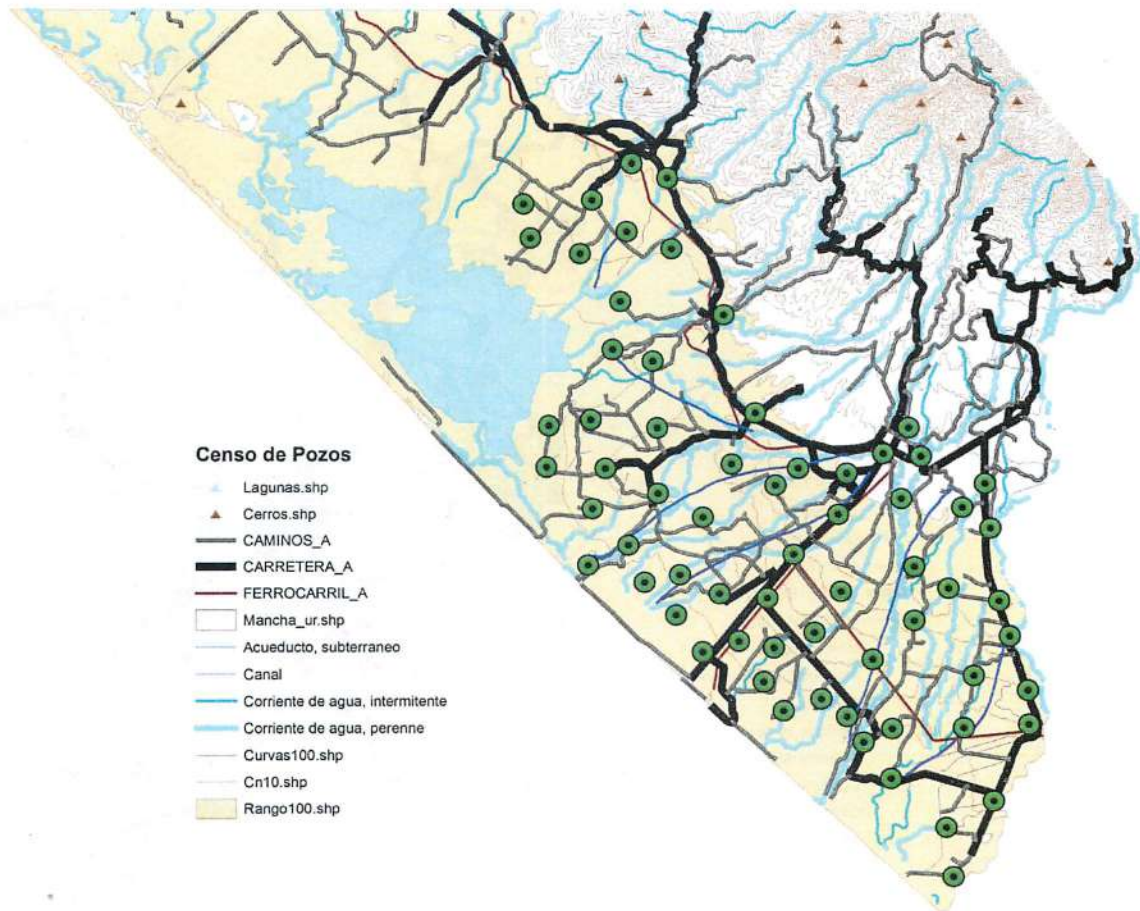 Censo de Pozos
Lagunas.shp
Cerros.shp
CAMINOS_A
CARRETERA_A
FERROCARRIL_A
Mancha_ur.shp
Acueducto, subterraneo
Canal
Corriente de agua, intermitente
Corriente de agua, perenne
Curvas100.shp
Cn10.shp
Rango100.shp